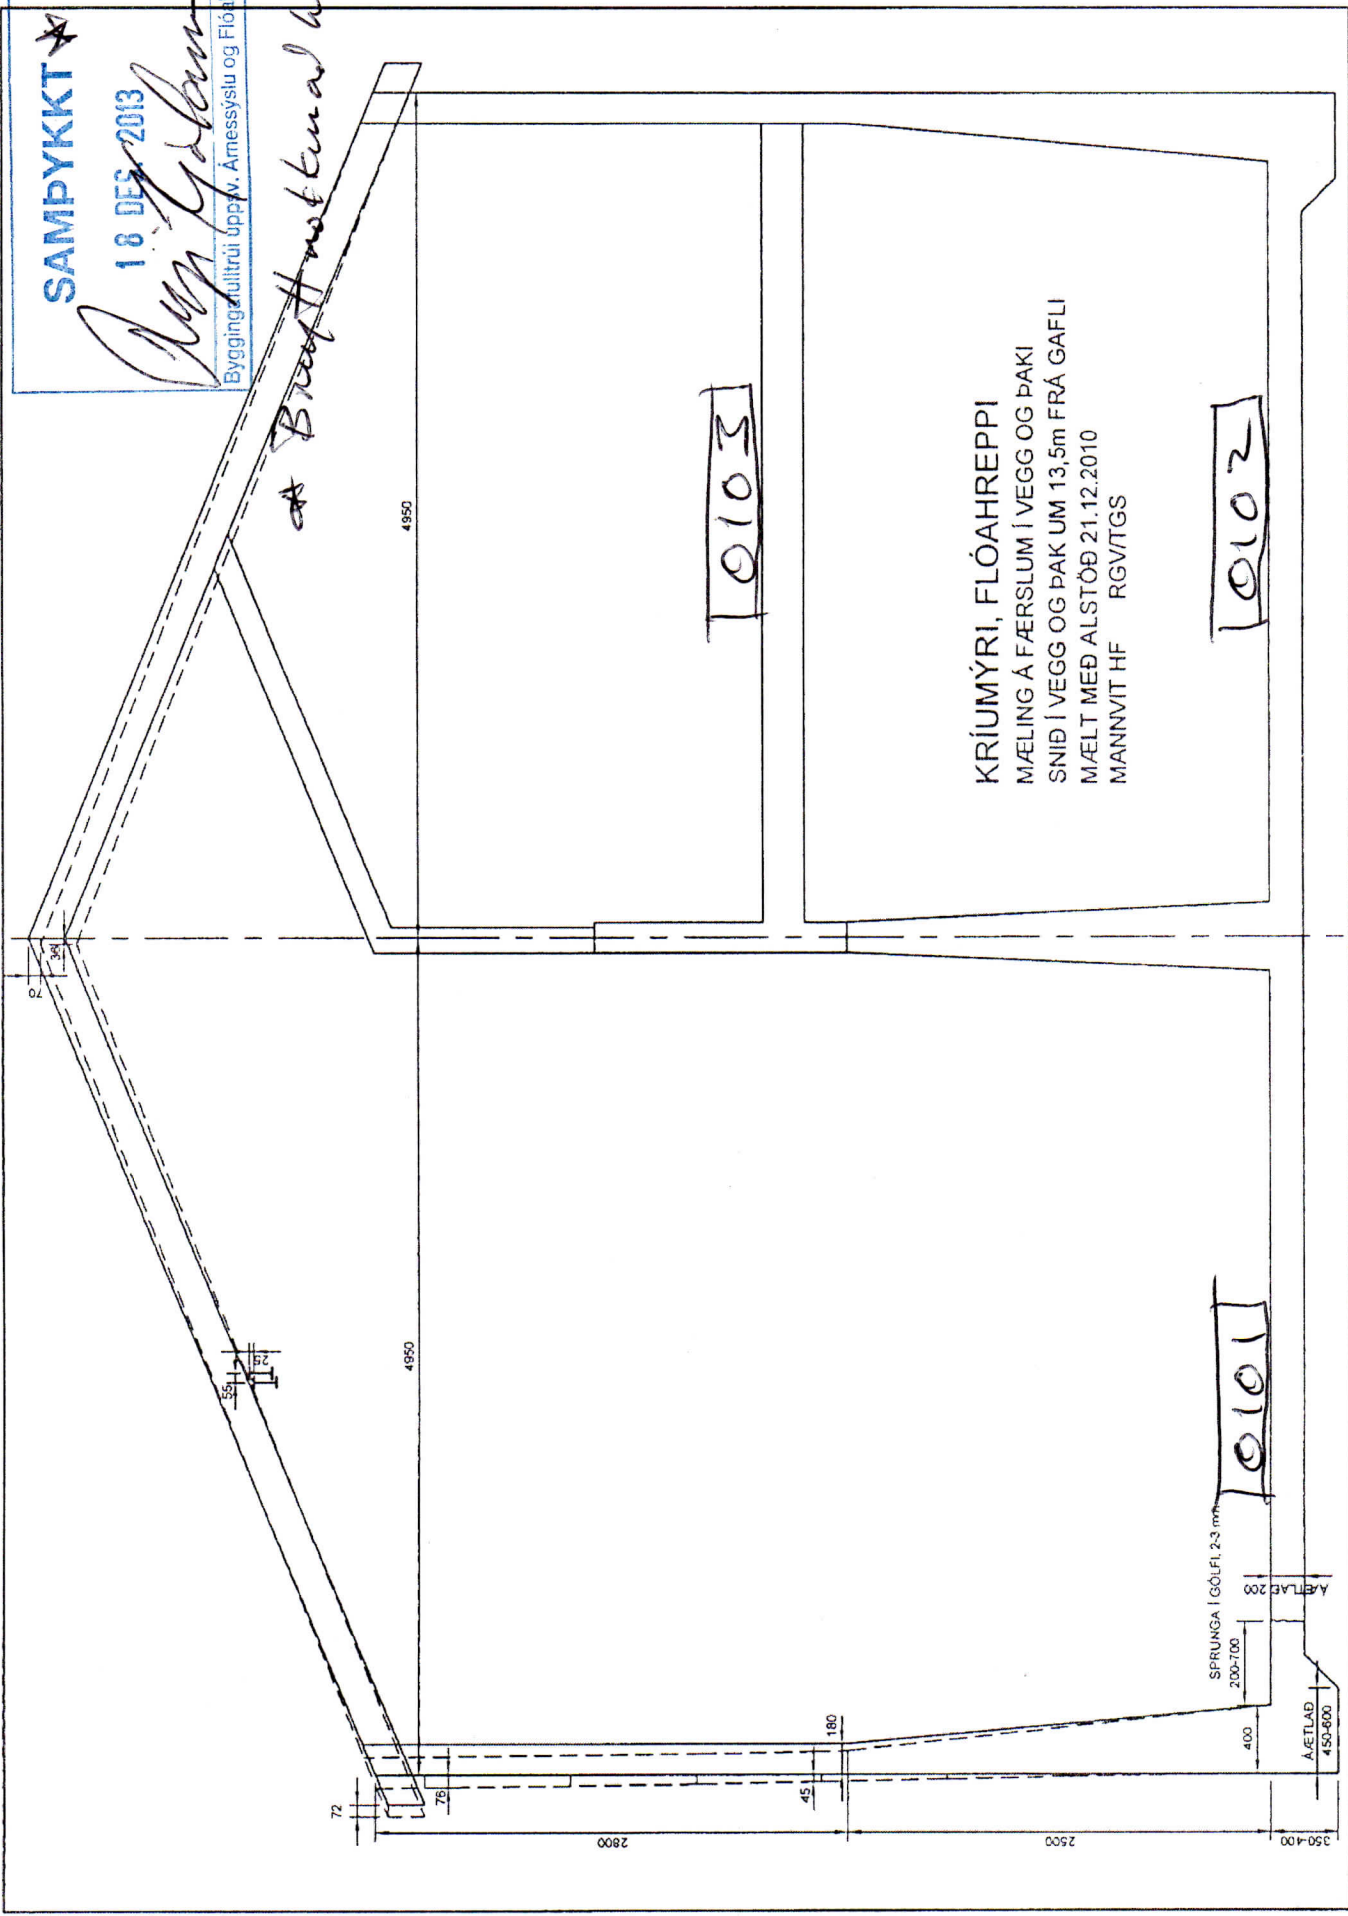 SAMÞYKKT *
18 DES. 2013
Byggingafulltrúi uppsv. Árnessýslu og Flóa
*
0103
KRÍUMÝRI, FLÓAHREPPI
MÆLING Á FÆRSLUM Í VEGG OG ÞAKI
SNIÐ Í VEGG OG ÞAK UM 13,5m FRÁ GAFLI
MÆLT MEÐ ALSTÖÐ 21.12.2010
MANNVIT HF RGV/TGS
0102
0101
SPRUNGA Í GÓLFI, 2-3 mm
200-700
ÁÆTLAÐ 200
400
ÁÆTLAÐ
450-600
4950
4950
70
36
55
25
72
76
45
180
2800
2500
350-400